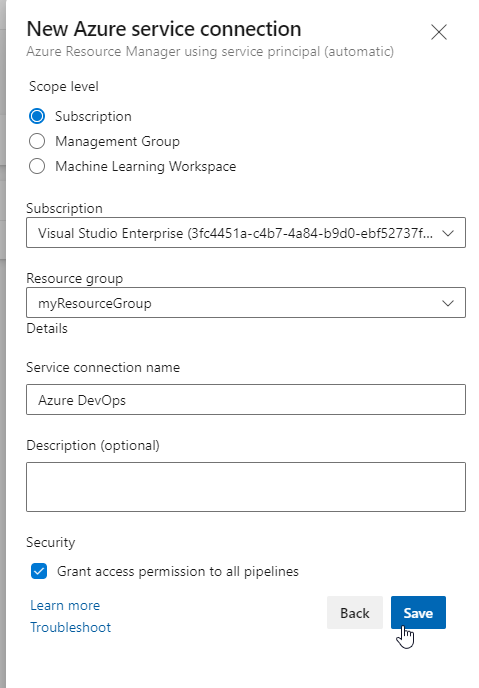 New Azure service connection
Azure Resource Manager using service principal (automatic)
Scope level
Subscription
Management Group
Machine Learning Workspace
Subscription
Visual Studio Enterprise (3fc4451a-c4b7-4a84-b9d0-ebf52737f...
Resource group
myResourceGroup
Details
Service connection name
Azure DevOps
Description (optional)
Security
Grant access permission to all pipelines
Learn more
Troubleshoot
Back
Save